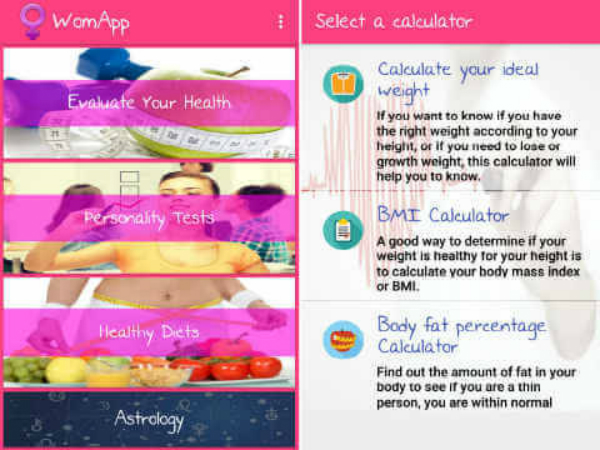 WomApp
Evaluate Your Health
Personality Tests
Healthy Diets
Astrology
Select a calculator
Calculate your ideal
weight
If you want to know if you have
the right weight according to your
height, or if you need to lose or
growth weight, this calculator will
help you to know.
BMI Calculator
A good way to determine if your
weight is healthy for your height is
to calculate your body mass index
or BMI.
Body fat percentage
Calculator
Find out the amount of fat in your
body to see if you are a thin
person, you are within normal